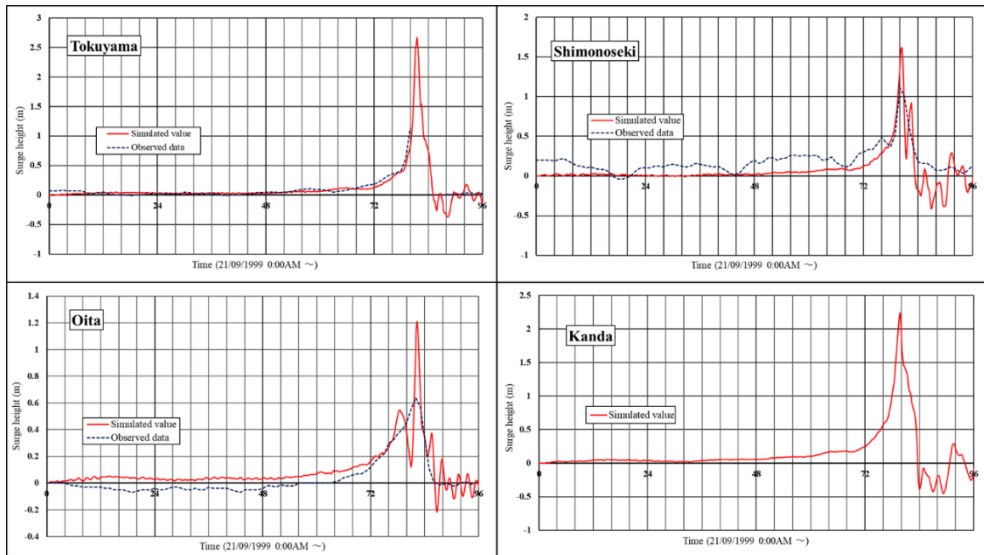 Tokuyama
Surge height (m)
3
2.5
2
1.5
1
0.5
0
-0.5
-1
0 24 48 72 96
Simulated value
Observed data
Time (21/09/1999 0:00AM ～)
Shimonoseki
Surge height (m)
2
1.5
1
0.5
0
-0.5
-1
0 24 48 72 96
Simulated value
Observed data
Time (21/09/1999 0:00AM ～)
Oita
Surge height (m)
1.4
1.2
1
0.8
0.6
0.4
0.2
0
-0.2
-0.4
0 24 48 72 96
Simulated value
Observed data
Time (21/09/1999 0:00AM ～)
Kanda
Surge height (m)
2.5
2
1.5
1
0.5
0
-0.5
-1
0 24 48 72 96
Simulated value
Time (21/09/1999 0:00AM ～)